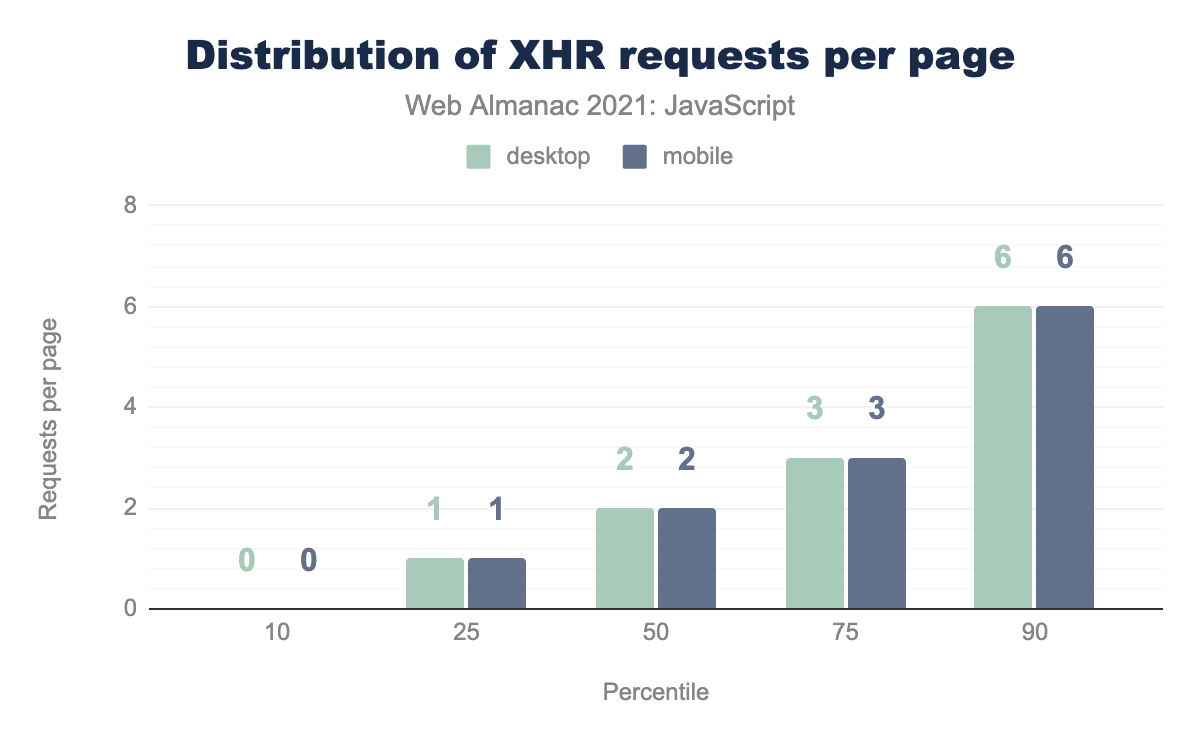 Distribution of XHR requests per page
Web Almanac 2021: JavaScript
desktop mobile
8
6
4
2
0
Requests per page
0 0
1 1
2 2
3 3
6 6
10 25 50 75 90
Percentile